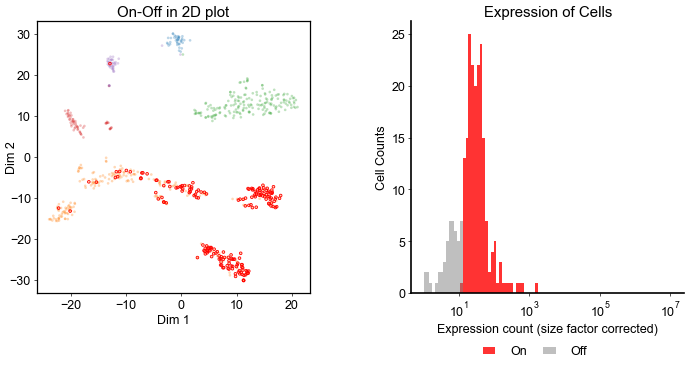 On-Off in 2D plot
Dim 2
30
20
10
0
−10
−20
−30
−20
−10
0
10
20
Dim 1
Expression of Cells
Cell Counts
25
20
15
10
5
0
10^1
10^3
10^5
10^7
Expression count (size factor corrected)
On
Off